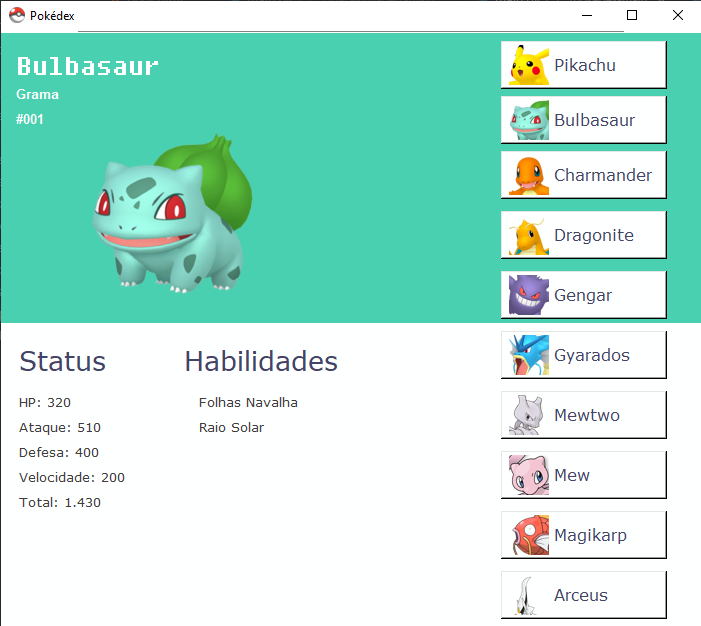 Pokédex
Bulbasaur
Grama
#001
Status
HP: 320
Ataque: 510
Defesa: 400
Velocidade: 200
Total: 1.430
Habilidades
Folhas Navalha
Raio Solar
Pikachu
Bulbasaur
Charmander
Dragonite
Gengar
Gyarados
Mewtwo
Mew
Magikarp
Arceus